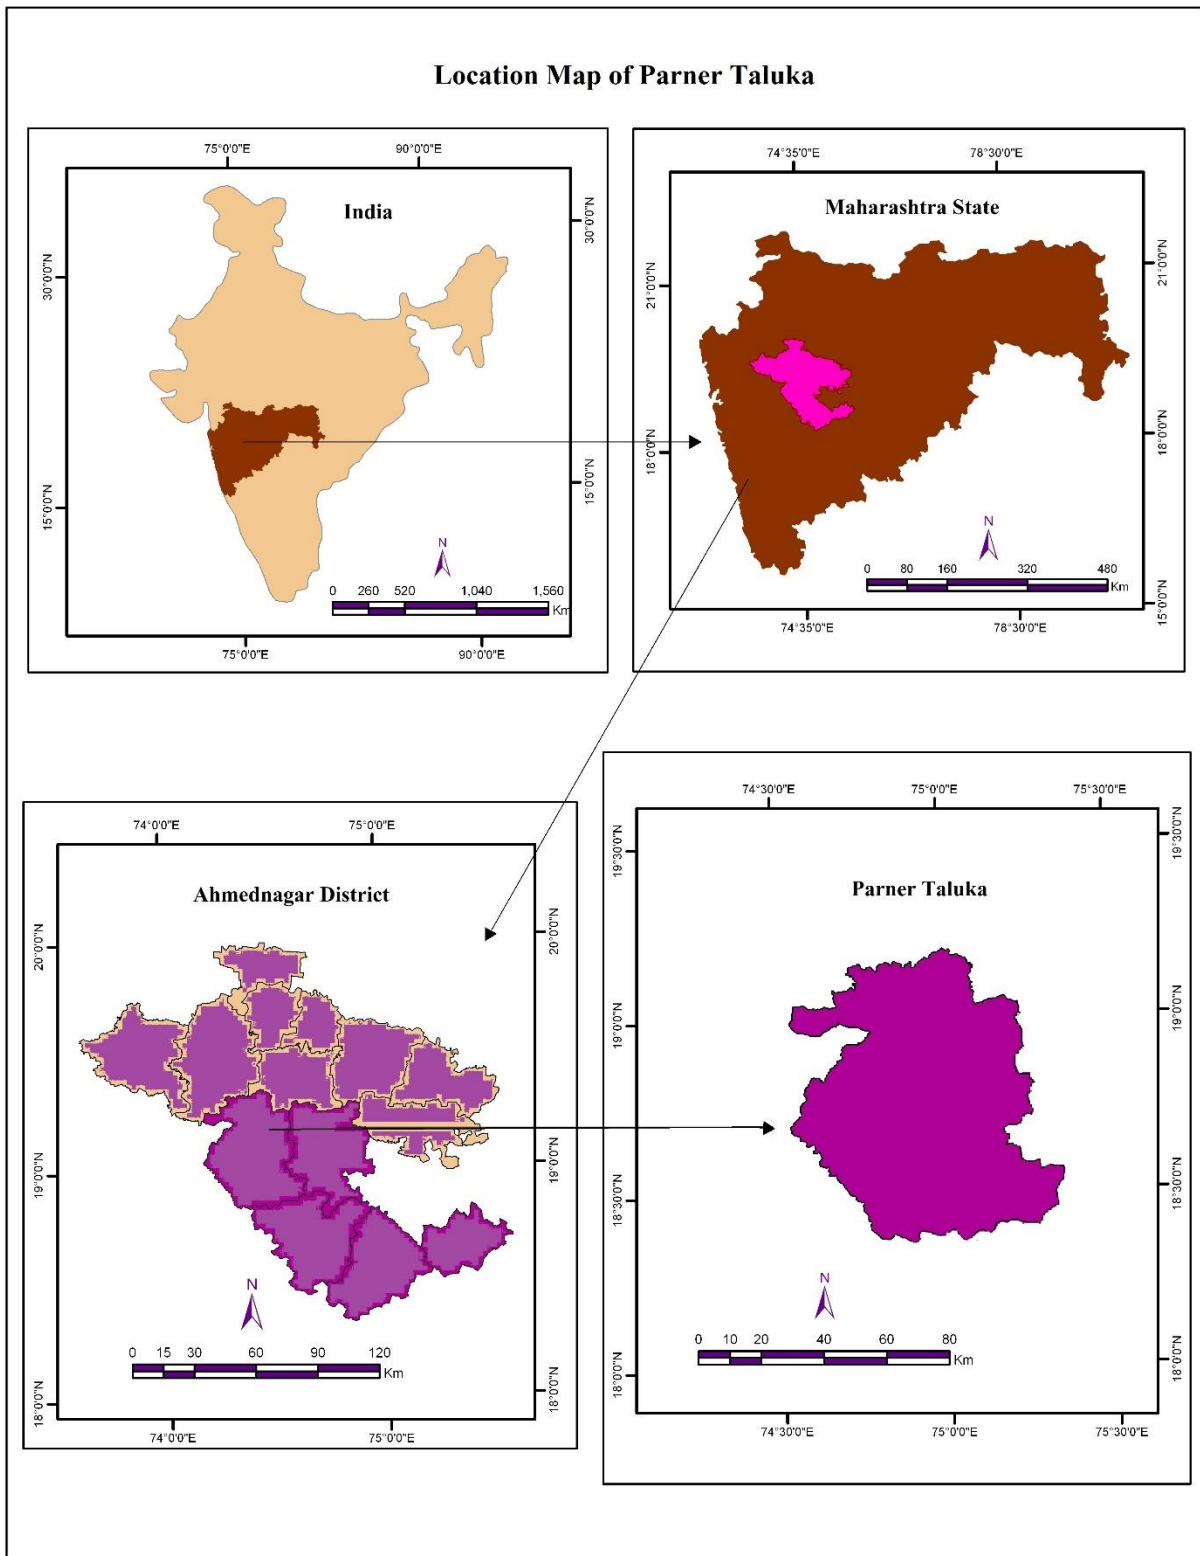 Location Map of Parner Taluka
75°0'0"E 90°0'0"E
India
30°0'0"N 30°0'0"N
15°0'0"N 15°0'0"N
N
0 260 520 1,040 1,560
Km
75°0'0"E 90°0'0"E
74°35'0"E 78°30'0"E
Maharashtra State
21°0'0"N 21°0'0"N
18°0'0"N 18°0'0"N
N
0 80 160 320 480
Km
15°0'0"N
74°35'0"E 78°30'0"E
74°0'0"E 75°0'0"E
Ahmednagar District
20°0'0"N 20°0'0"N
19°0'0"N 19°0'0"N
N
0 15 30 60 90 120
Km
18°0'0"N 18°0'0"N
74°0'0"E 75°0'0"E
74°30'0"E 75°0'0"E 75°30'0"E
19°30'0"N 19°30'0"N
Parner Taluka
19°0'0"N 19°0'0"N
18°30'0"N 18°30'0"N
N
0 10 20 40 60 80
Km
18°0'0"N 18°0'0"N
74°30'0"E 75°0'0"E 75°30'0"E